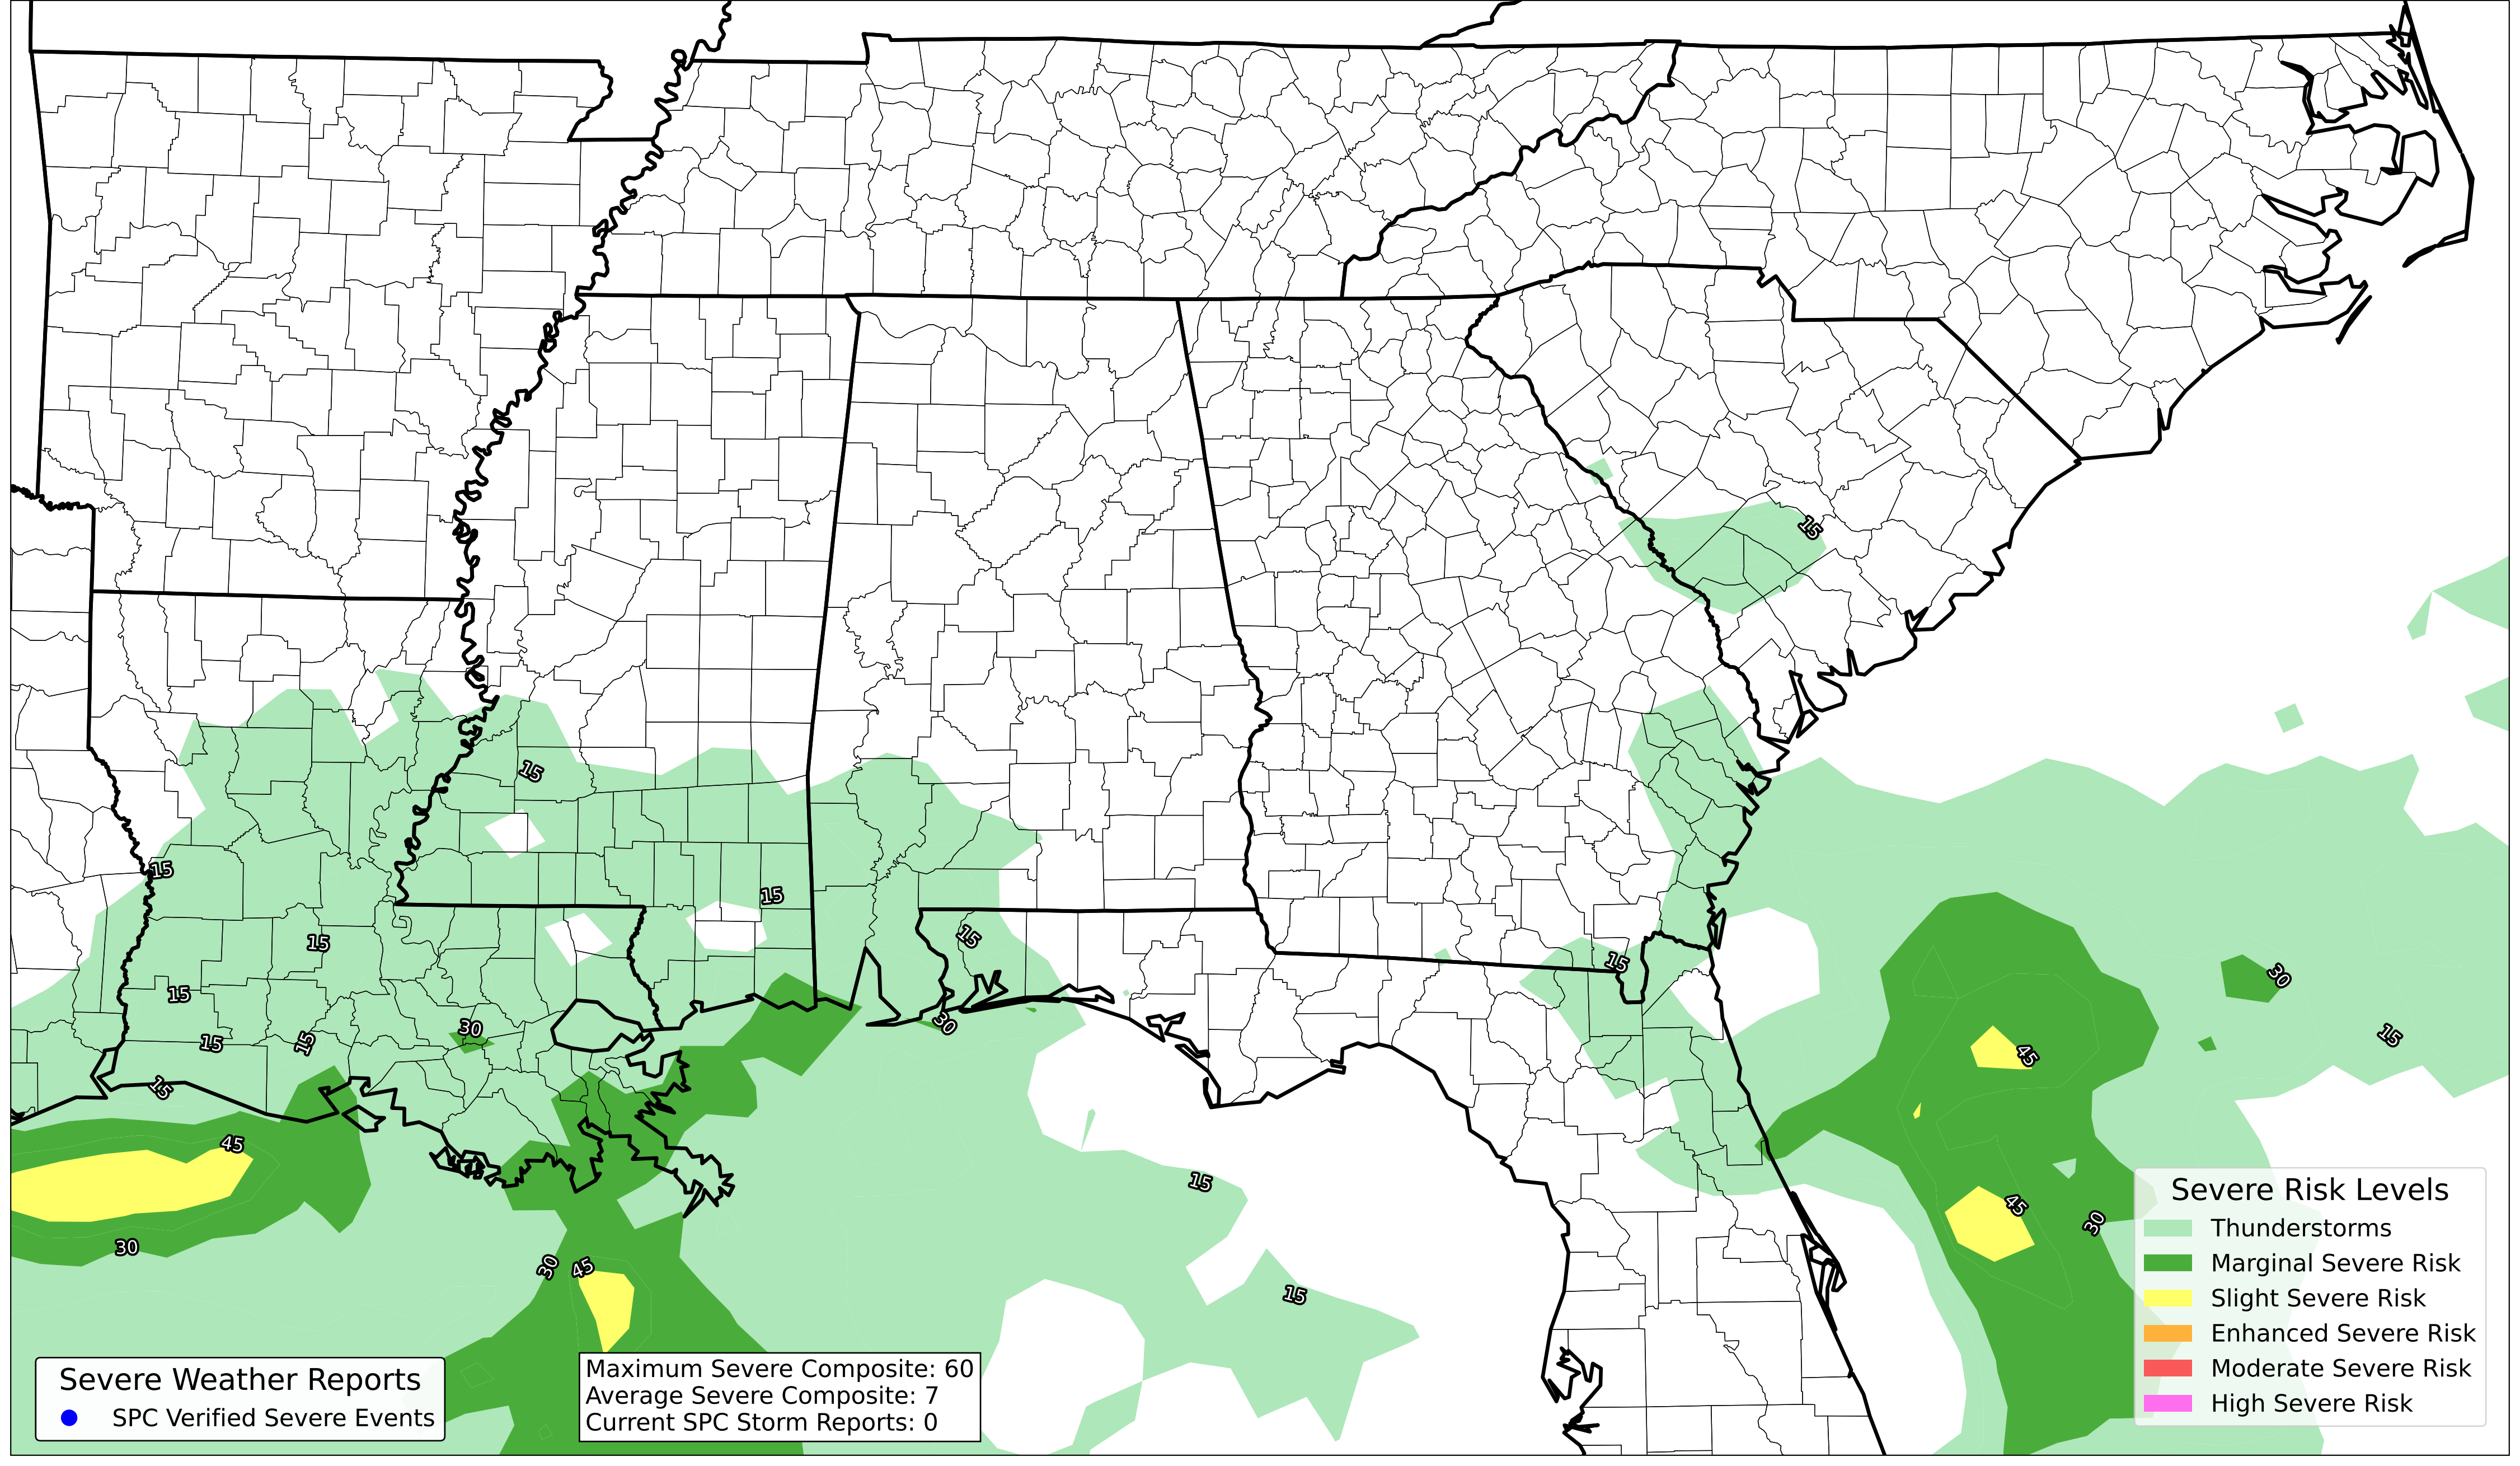 15
15
15
15
15
15
15
30
15
15
15
30
15
15
30
45
30
45
15
45
30
45
15
15
30
30
45
Severe Risk Levels
Thunderstorms
Marginal Severe Risk
Slight Severe Risk
Enhanced Severe Risk
Moderate Severe Risk
High Severe Risk
Severe Weather Reports
SPC Verified Severe Events
Maximum Severe Composite: 60
Average Severe Composite: 7
Current SPC Storm Reports: 0